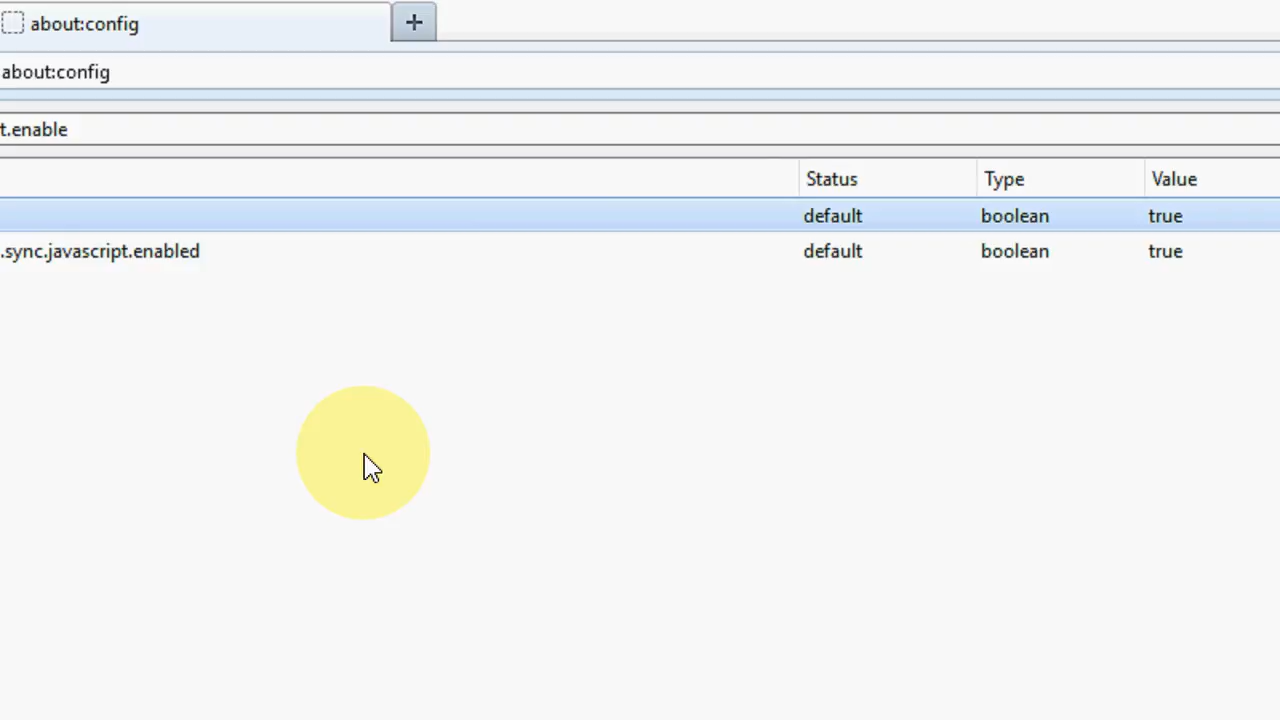 about:config
about:config
t.enable
Status Type Value
default boolean true
.sync.javascript.enabled default boolean true